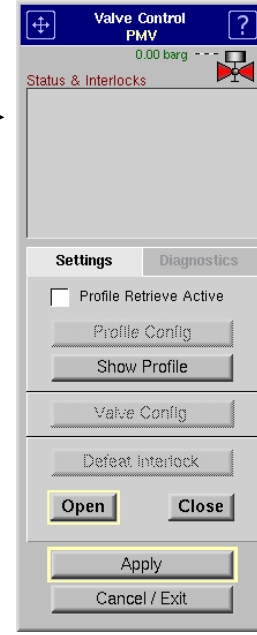 Valve Control
PMV
?
0.00 barg
Status & Interlocks
Settings
Diagnostics
Profile Retrieve Active
Profile Config
Show Profile
Valve Config
Defeat Interlock
Open
Close
Apply
Cancel / Exit